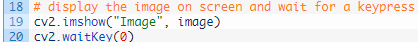 18 # display the image on screen and wait for a keypress
19 cv2.imshow("Image", image)
20 cv2.waitKey(0)